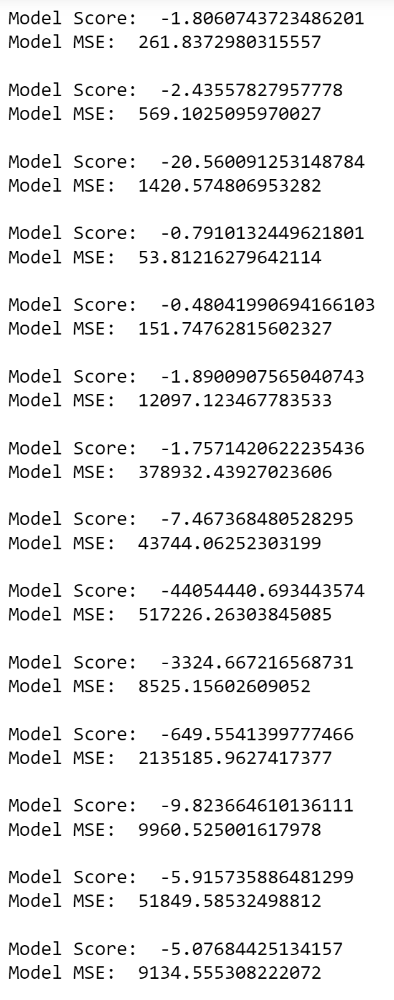 Model Score:  -1.8060743723486201
Model MSE:  261.8372980315557
Model Score:  -2.43557827957778
Model MSE:  569.1025095970027
Model Score:  -20.560091253148784
Model MSE:  1420.574806953282
Model Score:  -0.7910132449621801
Model MSE:  53.81216279642114
Model Score:  -0.48041990694166103
Model MSE:  151.74762815602327
Model Score:  -1.8900907565040743
Model MSE:  12097.123467783533
Model Score:  -1.7571420622235436
Model MSE:  378932.43927023606
Model Score:  -7.467368480528295
Model MSE:  43744.06252303199
Model Score:  -44054440.693443574
Model MSE:  517226.26303845085
Model Score:  -3324.667216568731
Model MSE:  8525.15602609052
Model Score:  -649.5541399777466
Model MSE:  2135185.9627417377
Model Score:  -9.823664610136111
Model MSE:  9960.525001617978
Model Score:  -5.915735886481299
Model MSE:  51849.58532498812
Model Score:  -5.07684425134157
Model MSE:  9134.555308222072